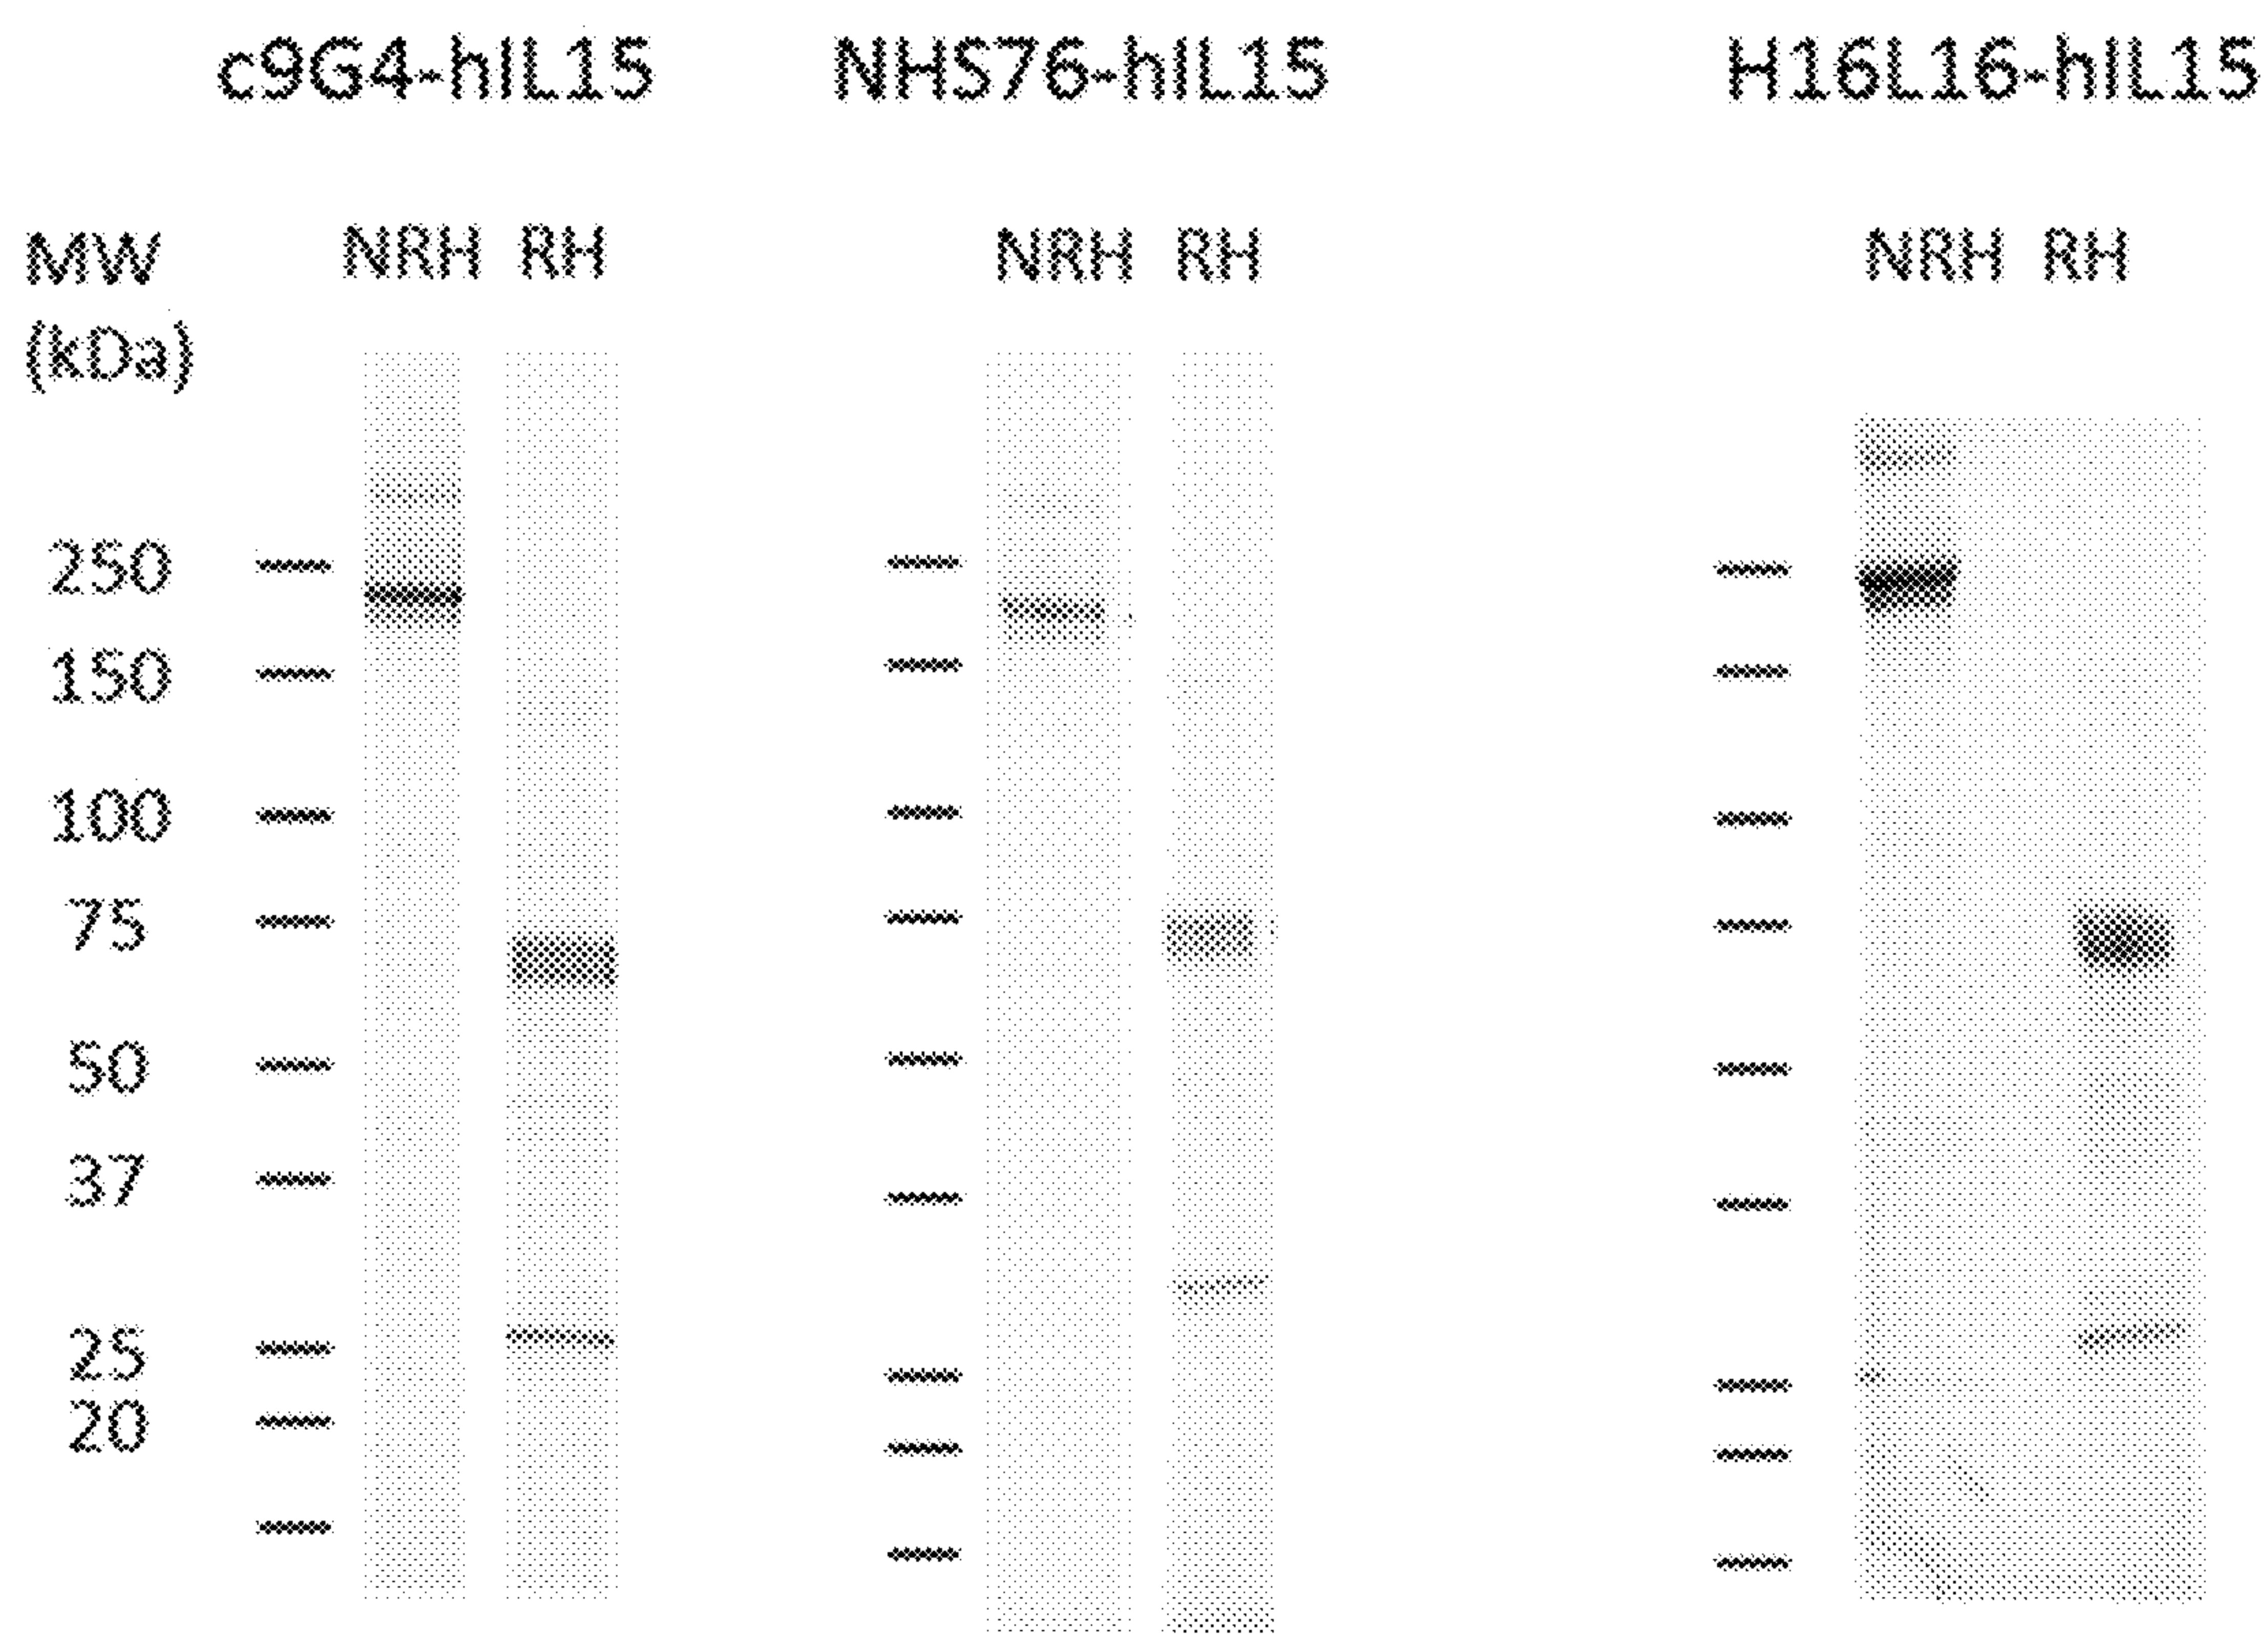 c9G4-hIL15 NHS76-hIL15 H16L16-hIL15
MW NRH RH NRH RH NRH RH
(kDa)
250
150
100
75
50
37
25
20